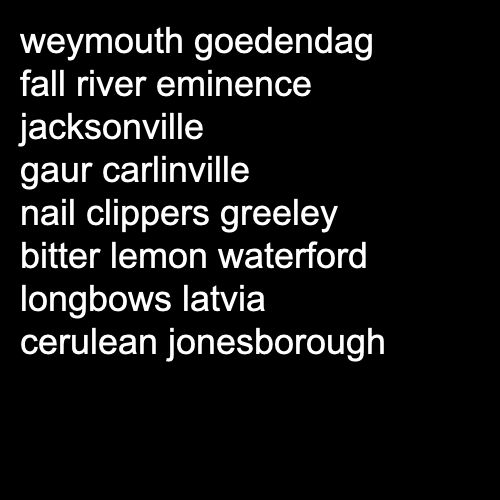 weymouth goedendag
fall river eminence
jacksonville
gaur carlinville
nail clippers greeley
bitter lemon waterford
longbows latvia
cerulean jonesborough